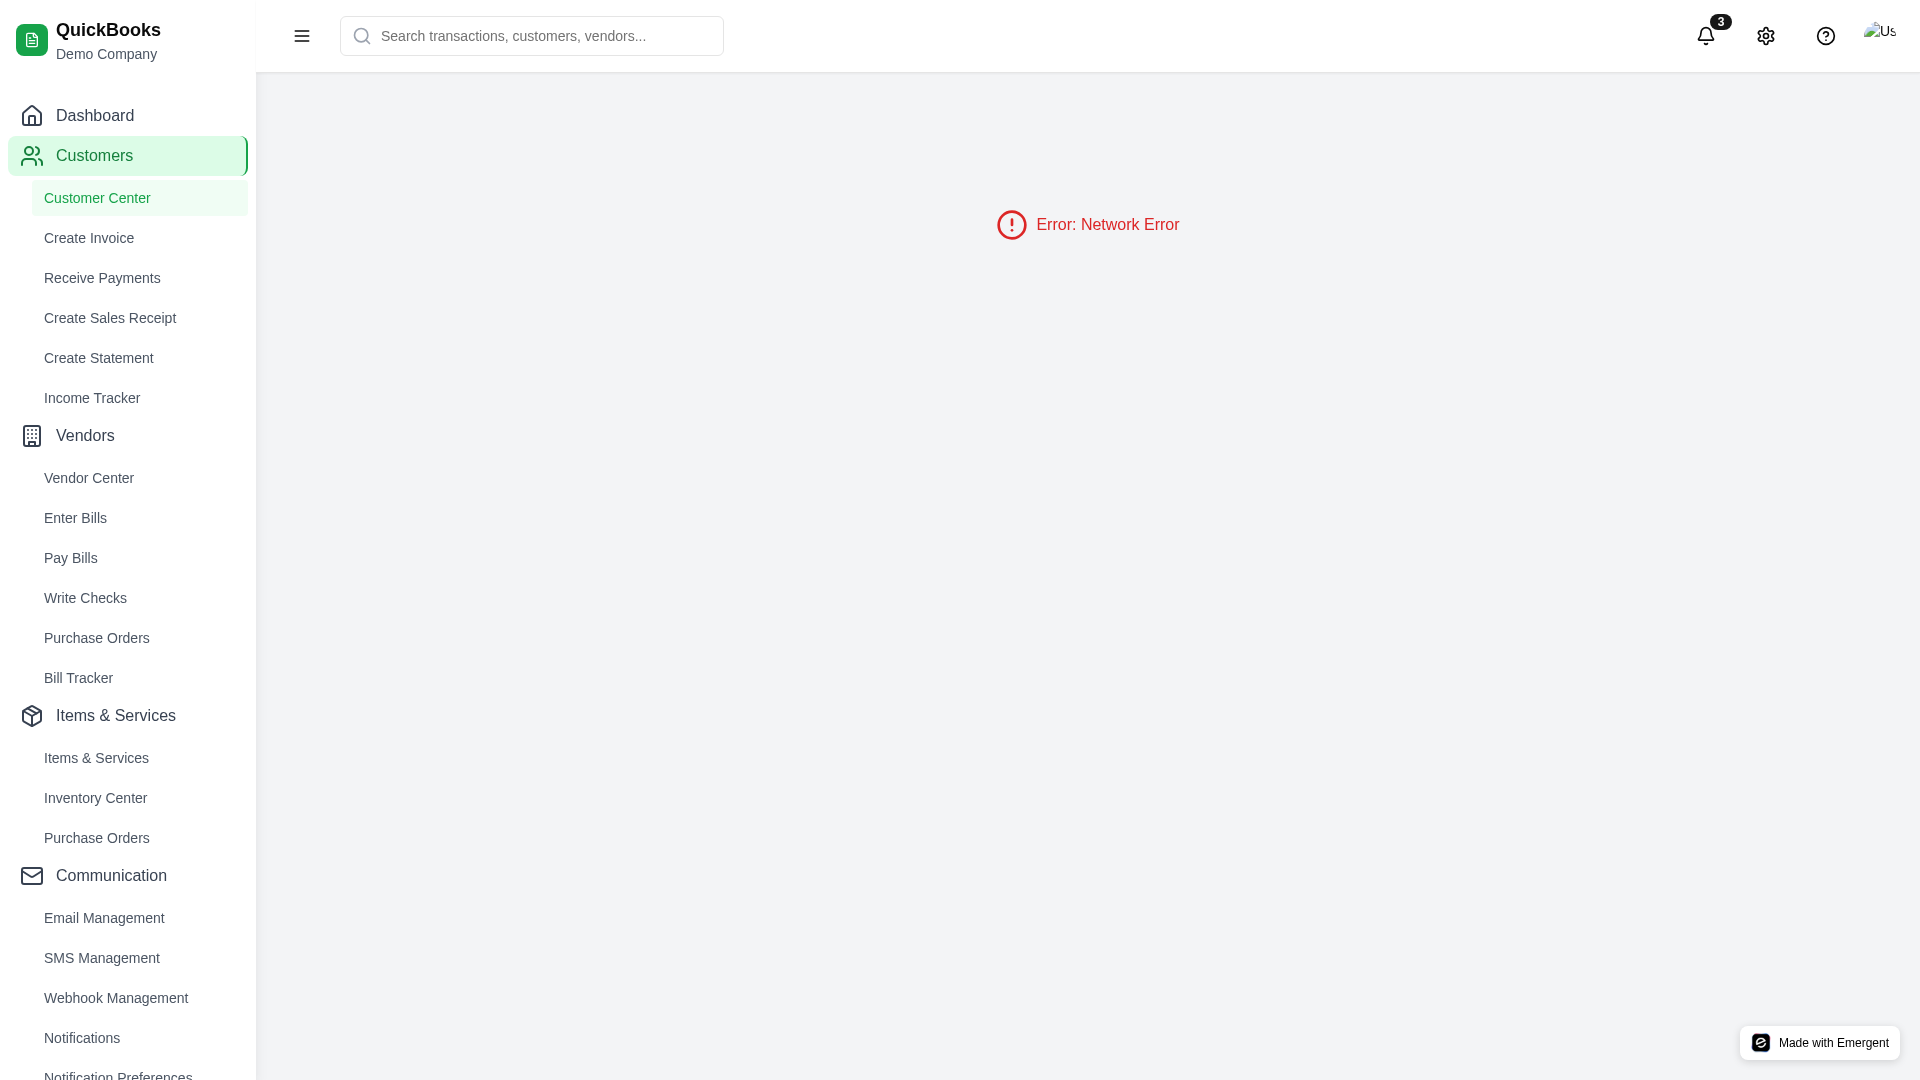 QuickBooks
Demo Company
Search transactions, customers, vendors...
3
Us
Dashboard
Customers
Customer Center
Create Invoice
Receive Payments
Create Sales Receipt
Create Statement
Income Tracker
Vendors
Vendor Center
Enter Bills
Pay Bills
Write Checks
Purchase Orders
Bill Tracker
Items & Services
Items & Services
Inventory Center
Purchase Orders
Communication
Email Management
SMS Management
Webhook Management
Notifications
Notification Preferences
Error: Network Error
Made with Emergent